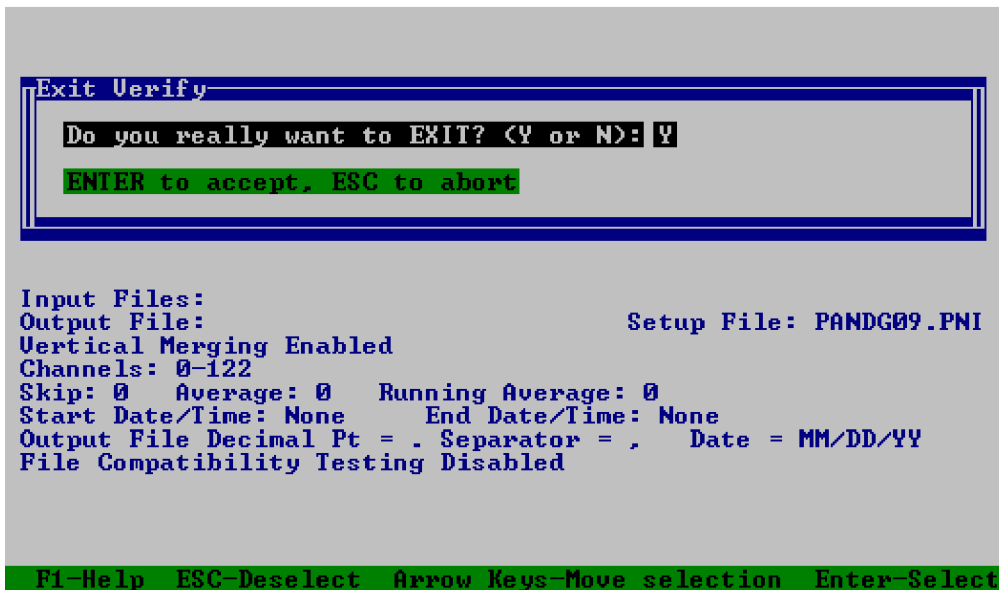 Exit Verify
Do you really want to EXIT? (Y or N): Y
ENTER to accept, ESC to abort
Input Files:
Output File: Setup File: PANDG09.PNI
Vertical Merging Enabled
Channels: 0-122
Skip: 0 Average: 0 Running Average: 0
Start Date/Time: None End Date/Time: None
Output File Decimal Pt = . Separator = , Date = MM/DD/YY
File Compatibility Testing Disabled
F1-Help ESC-Deselect Arrow Keys-Move selection Enter-Select